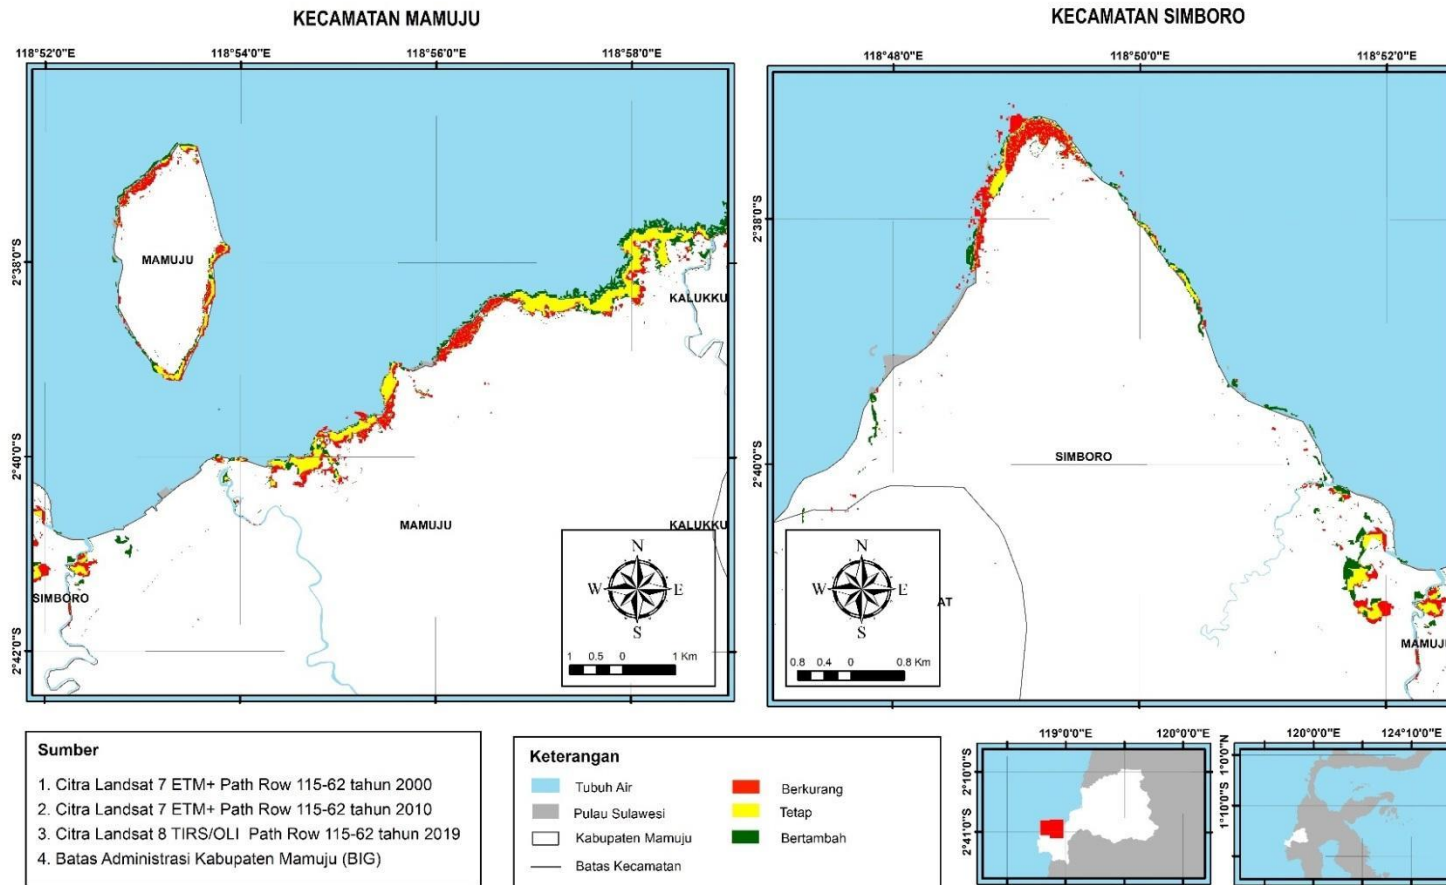 KECAMATAN MAMUJU
118°52'0"E
118°54'0"E
118°56'0"E
118°58'0"E
2°38'0"S
2°40'0"S
2°42'0"S
MAMUJU
KALUKKU
MAMUJU
KALUKKU
SIMBORO
N
W E
S
1 0.5 0 1 Km
KECAMATAN SIMBORO
118°48'0"E
118°50'0"E
118°52'0"E
2°38'0"S
2°40'0"S
SIMBORO
AT
MAMUJU
N
W E
S
0.8 0.4 0 0.8 Km
Sumber
1. Citra Landsat 7 ETM+ Path Row 115-62 tahun 2000
2. Citra Landsat 7 ETM+ Path Row 115-62 tahun 2010
3. Citra Landsat 8 TIRS/OLI Path Row 115-62 tahun 2019
4. Batas Administrasi Kabupaten Mamuju (BIG)
Keterangan
Tubuh Air
Pulau Sulawesi
Kabupaten Mamuju
Batas Kecamatan
Berkurang
Tetap
Bertambah
119°0'0"E
120°0'0"E
2°40'0"S
2°41'0"S
120°0'0"E
124°10'0"E
1°0'0"N
1°10'0"S